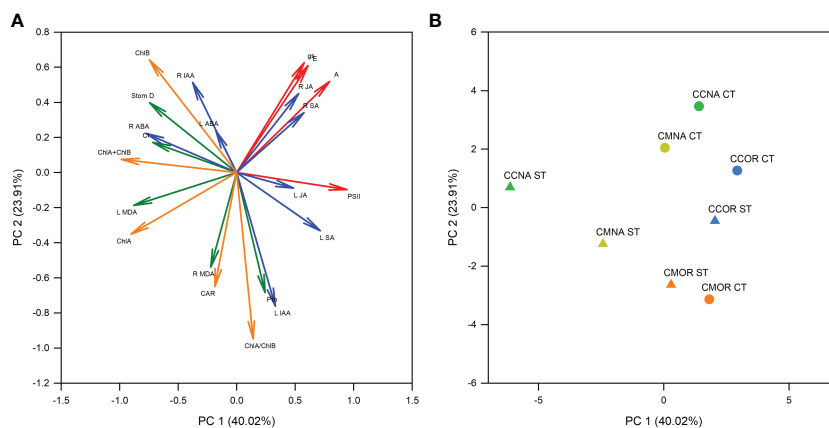 A
B
0.8
0.6
0.4
0.2
0.0
-0.2
-0.4
-0.6
-0.8
-1.0
-1.2
PC 2 (23.91%)
-1.5
-1.0
-0.5
0.0
0.5
1.0
1.5
PC 1 (40.02%)
ChlB
R IAA
Stom D
L ABA
R ABA
ChlA+ChlB
L MDA
ChlA
R MDA
CAR
ChlA/ChlB
L IAA
L SA
L JA
PSII
gs
E
A
R JA
R SA
6
4
2
0
-2
-4
-6
PC 2 (23.91%)
-5
0
5
PC 1 (40.02%)
CCNA CT
CMNA CT
CCOR CT
CCNA ST
CCOR ST
CMNA ST
CMOR ST
CMOR CT